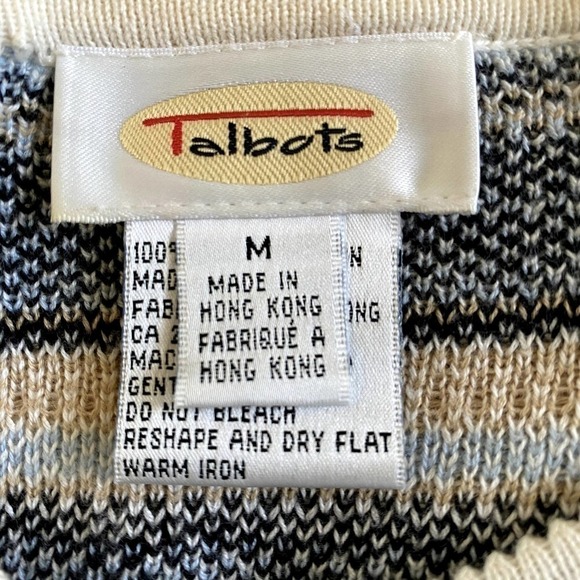 Talbots
M
MADE IN
HONG KONG
FABRIQUÉ A
HONG KONG
DO NOT BLEACH
RESHAPE AND DRY FLAT
WARM IRON